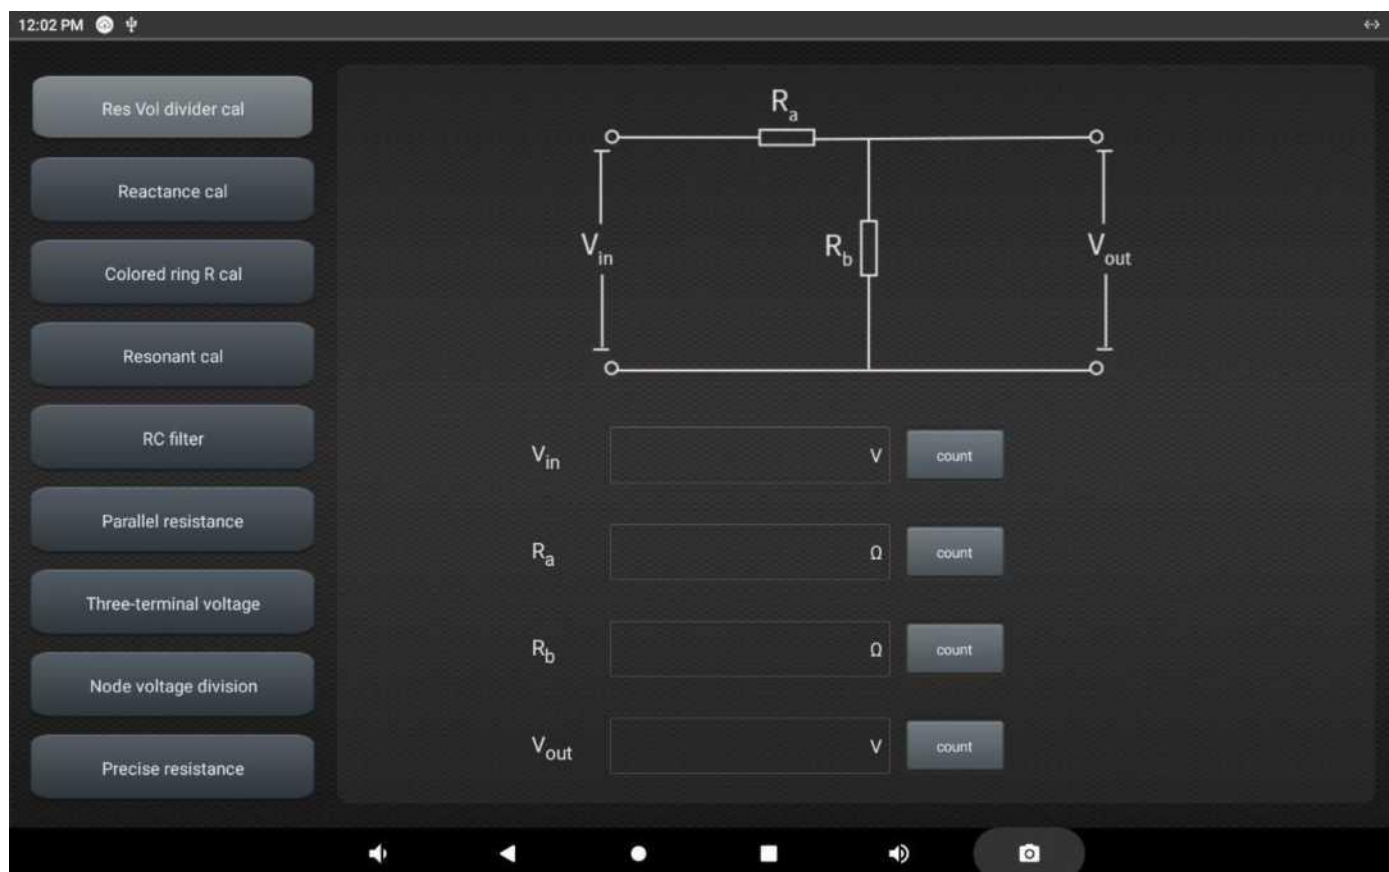 12:02 PM
Res Vol divider cal
Reactance cal
Colored ring R cal
Resonant cal
RC filter
Parallel resistance
Three-terminal voltage
Node voltage division
Precise resistance
Ra
Vin
Rb
Vout
Vin V count
Ra Ω count
Rb Ω count
Vout V count